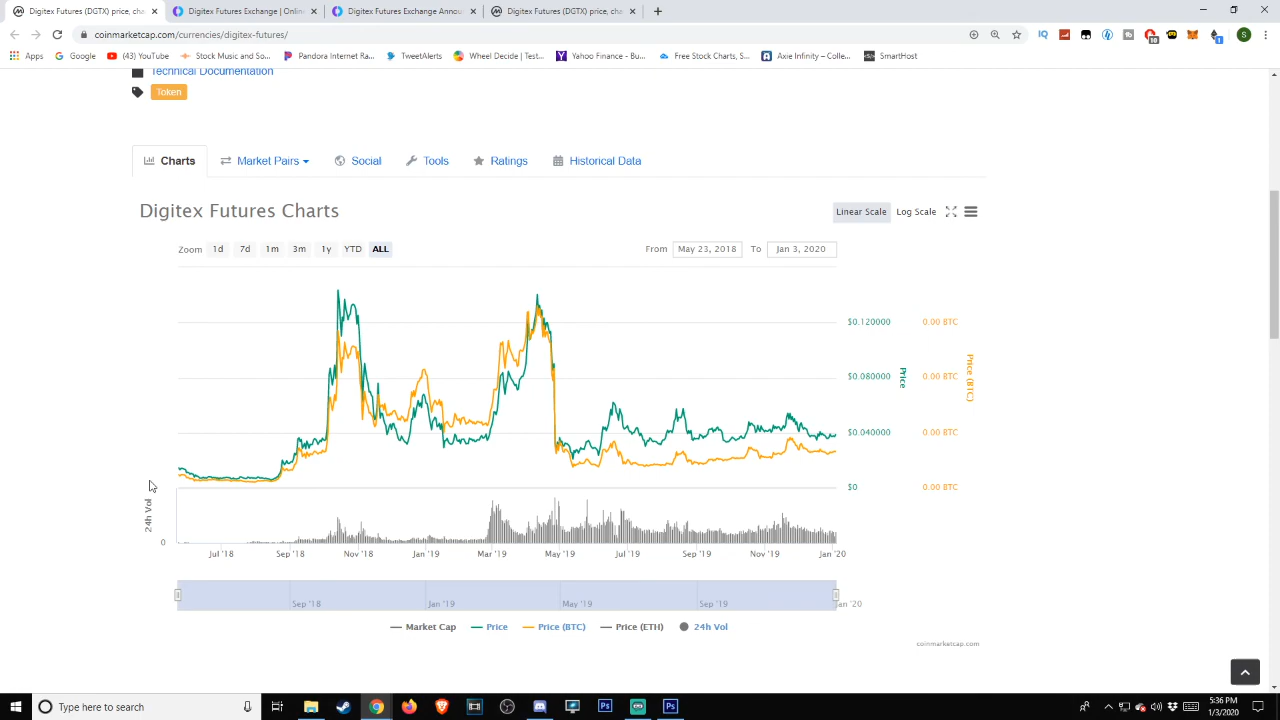 Digitex Futures (DGTX) price, cha
Digitex Futures Exchange | Onlin
Digitex Futures Exchange Annou
Digitex Futures (DGTX) price, cha
coinmarketcap.com/currencies/digitex-futures/
10
1
S
Apps
Google
(43) YouTube
Stock Music and So...
Pandora Internet Ra...
TweetAlerts
Wheel Decide | Test...
Yahoo Finance - Bu...
Free Stock Charts, S...
Axie Infinity – Colle...
SmartHost
Technical Documentation
Token
Charts
Market Pairs
Social
Tools
Ratings
Historical Data
Digitex Futures Charts
Linear Scale
Log Scale
Zoom 1d 7d 1m 3m 1y YTD ALL
From May 23, 2018 To Jan 3, 2020
$0.120000
0.00 BTC
$0.080000
0.00 BTC
$0.040000
0.00 BTC
$0
0.00 BTC
Price
Price (BTC)
24h Vol
0
Jul '18 Sep '18 Nov '18 Jan '19 Mar '19 May '19 Jul '19 Sep '19 Nov '19 Jan '20
Sep '18 Jan '19 May '19 Sep '19 Jan '20
Market Cap Price Price (BTC) Price (ETH) 24h Vol
coinmarketcap.com
Type here to search
5:36 PM
1/3/2020